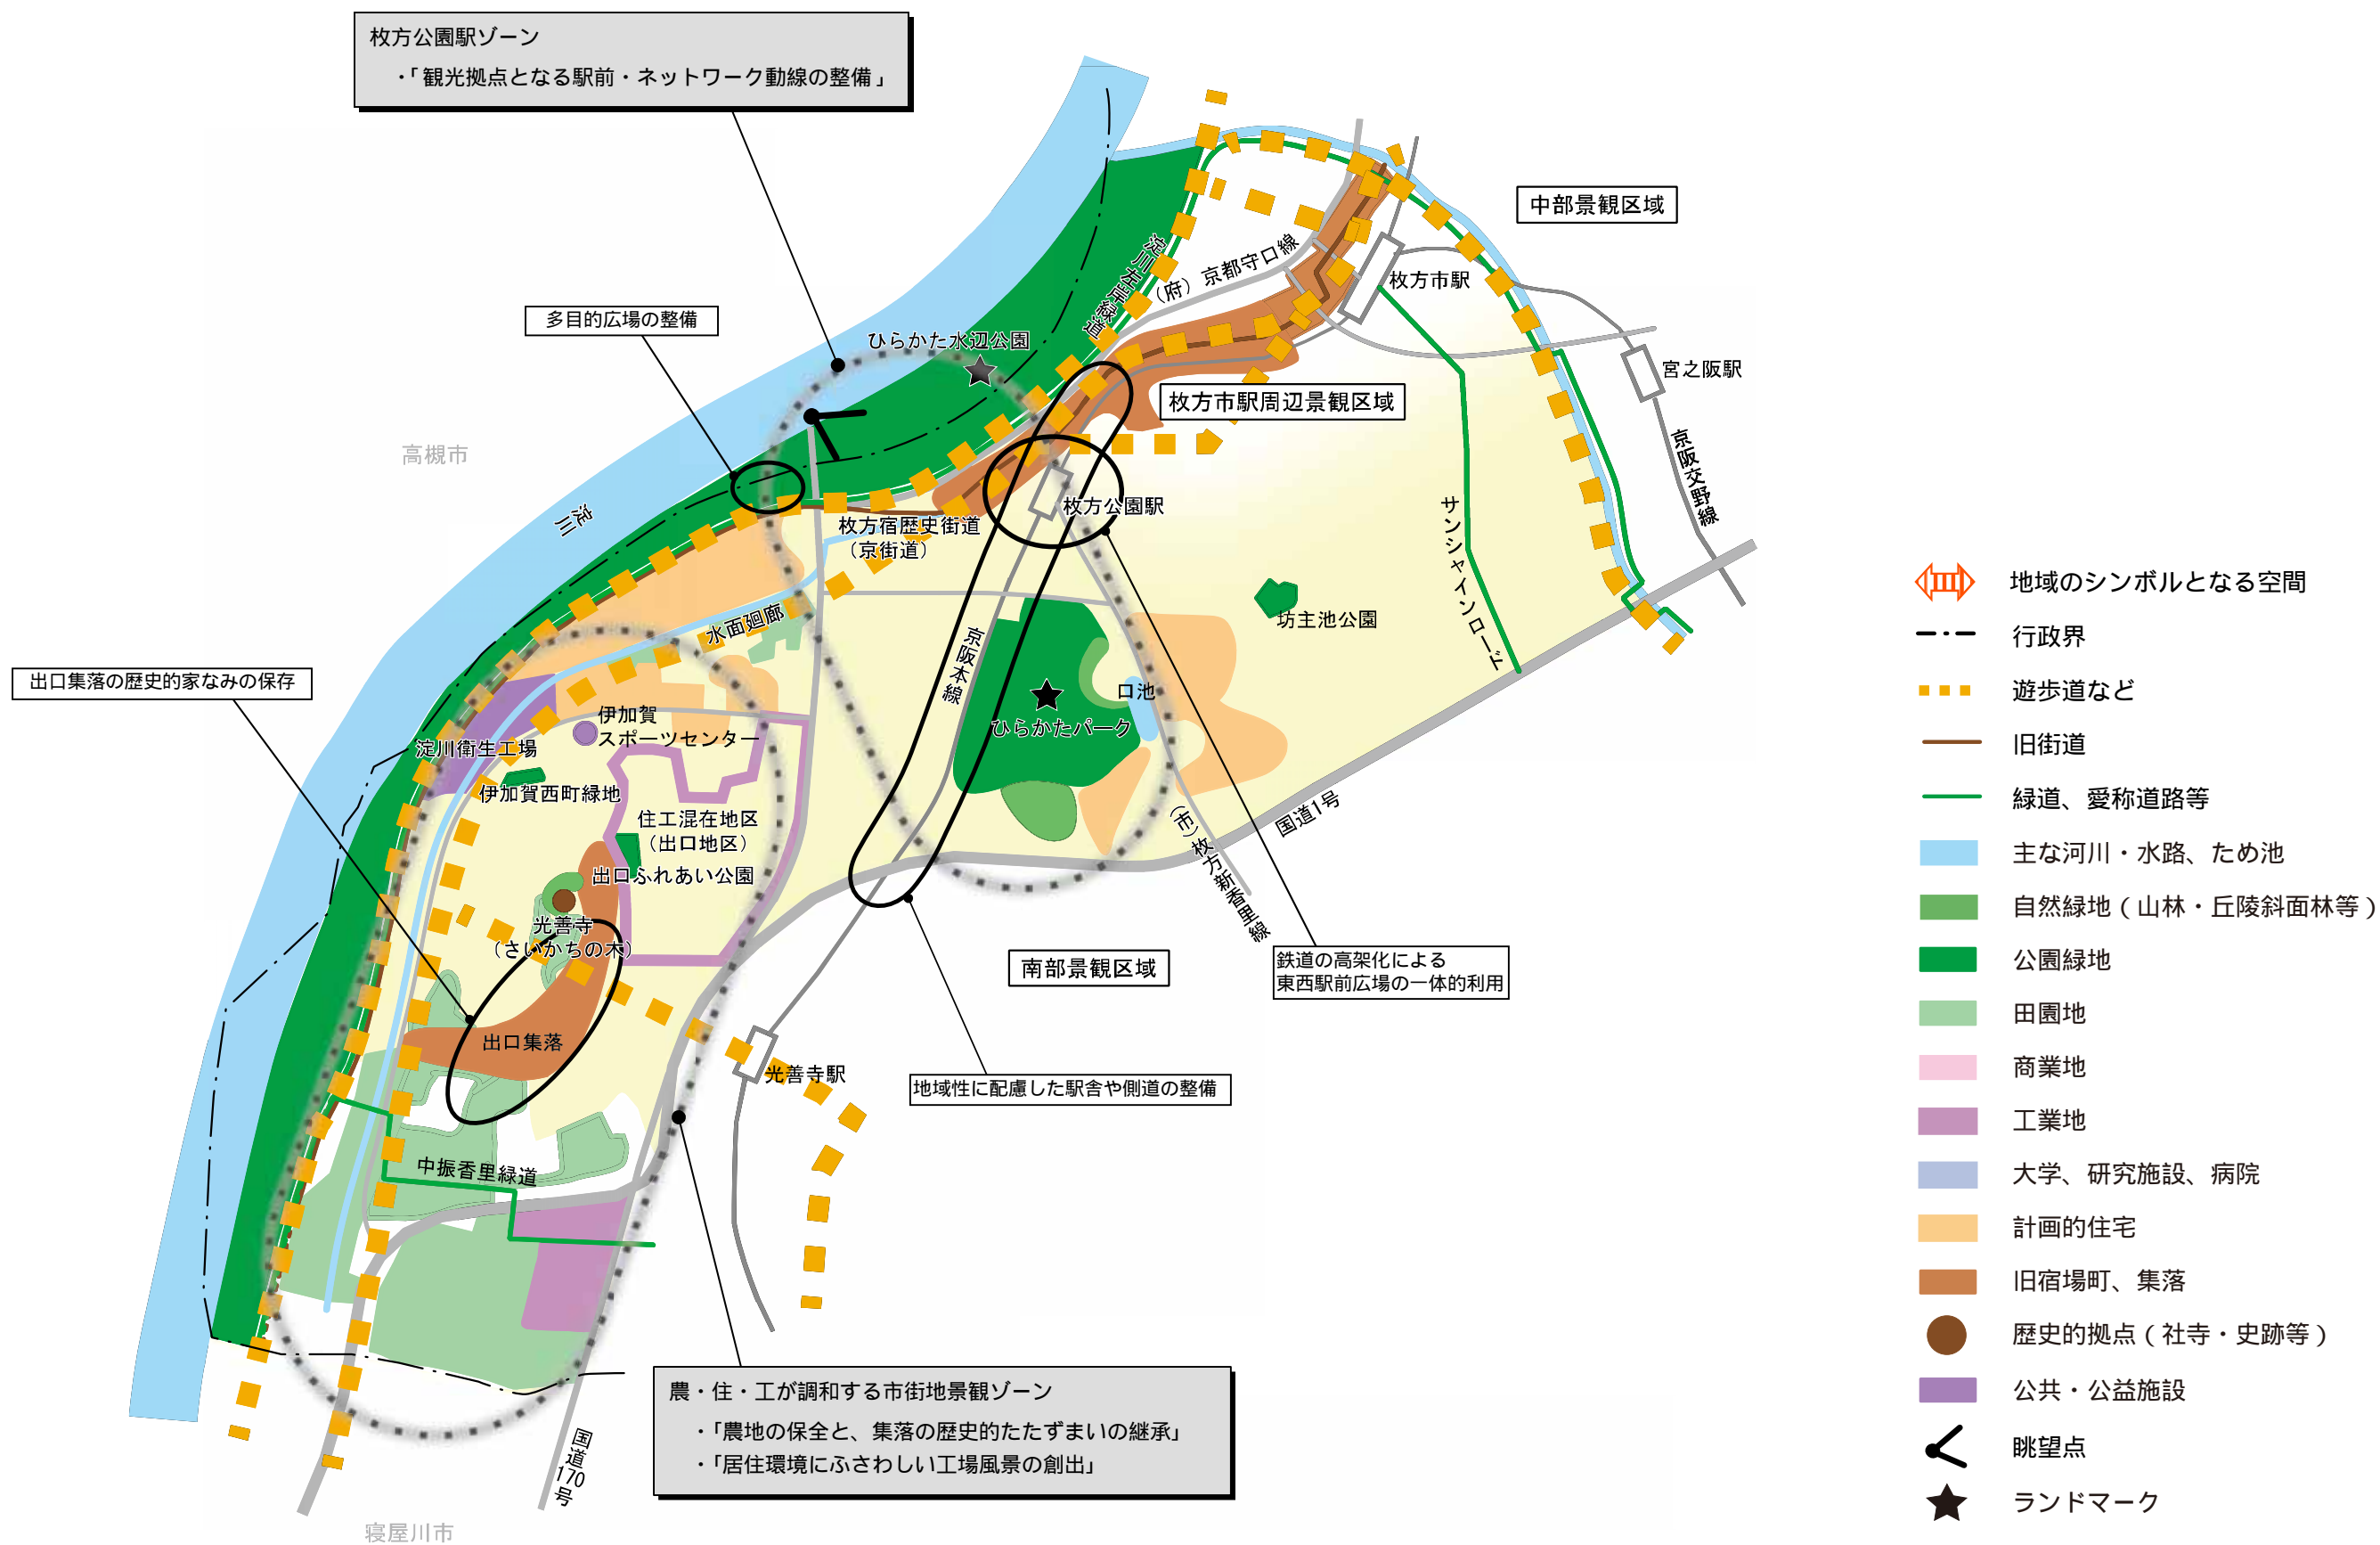 枚方公園駅ゾーン
・「観光拠点となる駅前・ネットワーク動線の整備」
中部景観区域
淀川左岸緑道
（府）京都守口線
枚方市駅
多目的広場の整備
ひらかた水辺公園
宮之阪駅
枚方市駅周辺景観区域
高槻市
京阪交野線
淀川
枚方公園駅
サンシャインロード
枚方宿歴史街道
（京街道）
坊主池公園
水面廻廊
京阪本線
出口集落の歴史的家なみの保存
口池
ひらかたパーク
伊加賀
スポーツセンター
淀川衛生工場
伊加賀西町緑地
住工混在地区
（出口地区）
国道1号
（市）枚方新香里線
出口ふれあい公園
光善寺
（さいかちの木）
南部景観区域
鉄道の高架化による
東西駅前広場の一体的利用
出口集落
光善寺駅
地域性に配慮した駅舎や側道の整備
中振香里緑道
農・住・工が調和する市街地景観ゾーン
・「農地の保全と、集落の歴史的たたずまいの継承」
・「居住環境にふさわしい工場風景の創出」
国道170号
寝屋川市
地域のシンボルとなる空間
行政界
遊歩道など
旧街道
緑道、愛称道路等
主な河川・水路、ため池
自然緑地（山林・丘陵斜面林等）
公園緑地
田園地
商業地
工業地
大学、研究施設、病院
計画的住宅
旧宿場町、集落
歴史的拠点（社寺・史跡等）
公共・公益施設
眺望点
ランドマーク